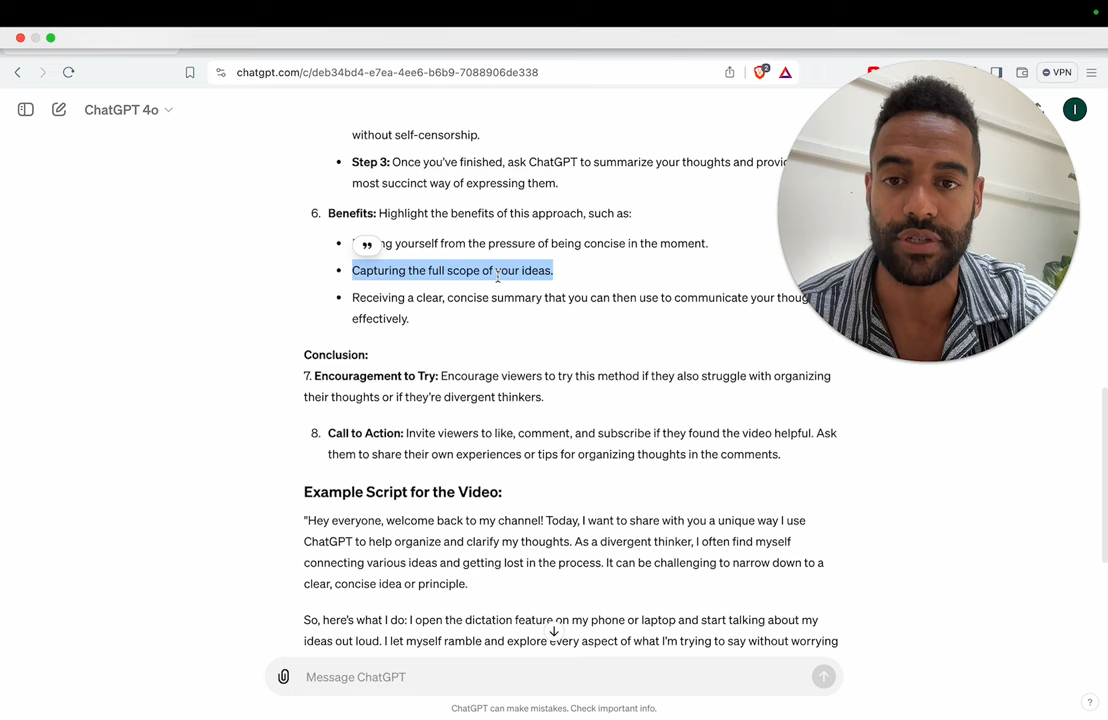 chatgpt.com/c/deb34bd4-e7ea-4ee6-b6b9-7088906de338
2
VPN
ChatGPT 4o
I
without self-censorship.
• Step 3: Once you've finished, ask ChatGPT to summarize your thoughts and
most succinct way of expressing them.
6. Benefits: Highlight the benefits of this approach, such as:
• yourself from the pressure of being concise in the moment.
• Capturing the full scope of your ideas.
• Receiving a clear, concise summary that you can then use to communicate your
effectively.
Conclusion:
7. Encouragement to Try: Encourage viewers to try this method if they also struggle with organizing
their thoughts or if they're divergent thinkers.
8. Call to Action: Invite viewers to like, comment, and subscribe if they found the video helpful. Ask
them to share their own experiences or tips for organizing thoughts in the comments.
Example Script for the Video:
"Hey everyone, welcome back to my channel! Today, I want to share with you a unique way I use
ChatGPT to help organize and clarify my thoughts. As a divergent thinker, I often find myself
connecting various ideas and getting lost in the process. It can be challenging to narrow down to a
clear, concise idea or principle.
So, here's what I do: I open the dictation feature on my phone or laptop and start talking about my
ideas out loud. I let myself ramble and explore every aspect of what I'm trying to say without worrying
Message ChatGPT
ChatGPT can make mistakes. Check important info.
?